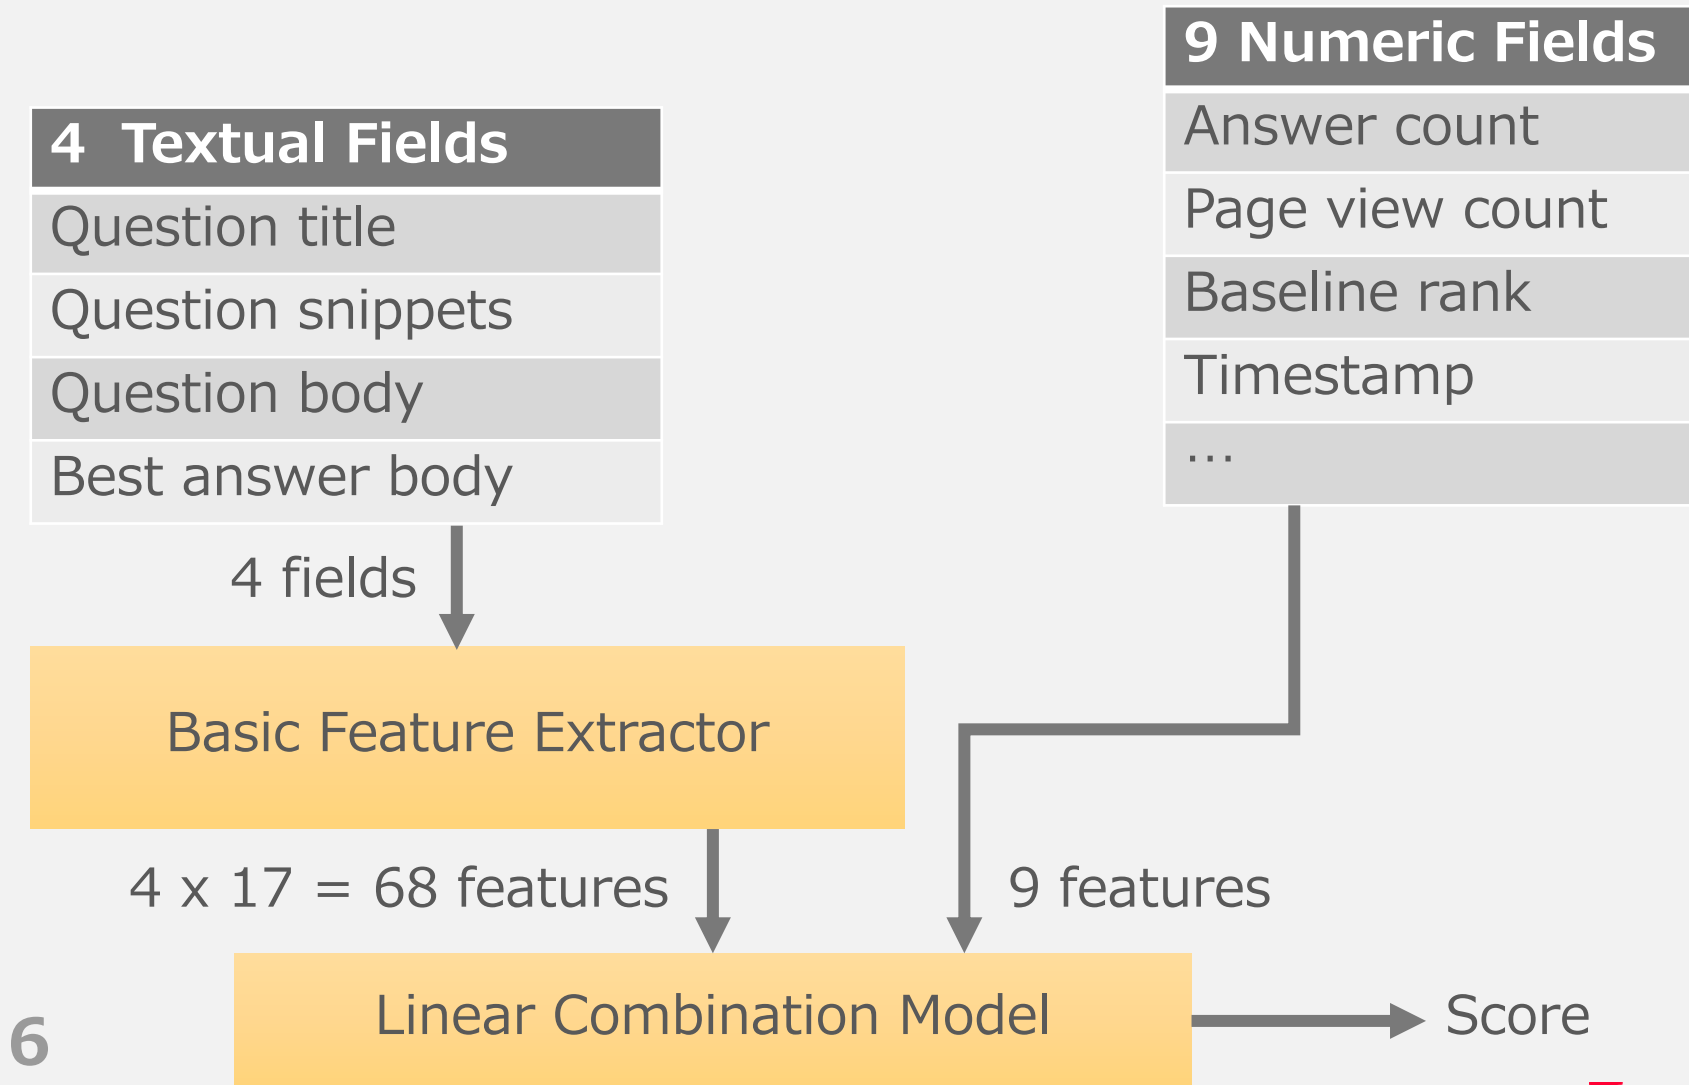 4 Textual Fields
Question title
Question snippets
Question body
Best answer body
9 Numeric Fields
Answer count
Page view count
Baseline rank
Timestamp
…
4 fields
Basic Feature Extractor
4 x 17 = 68 features
9 features
Linear Combination Model
Score
6